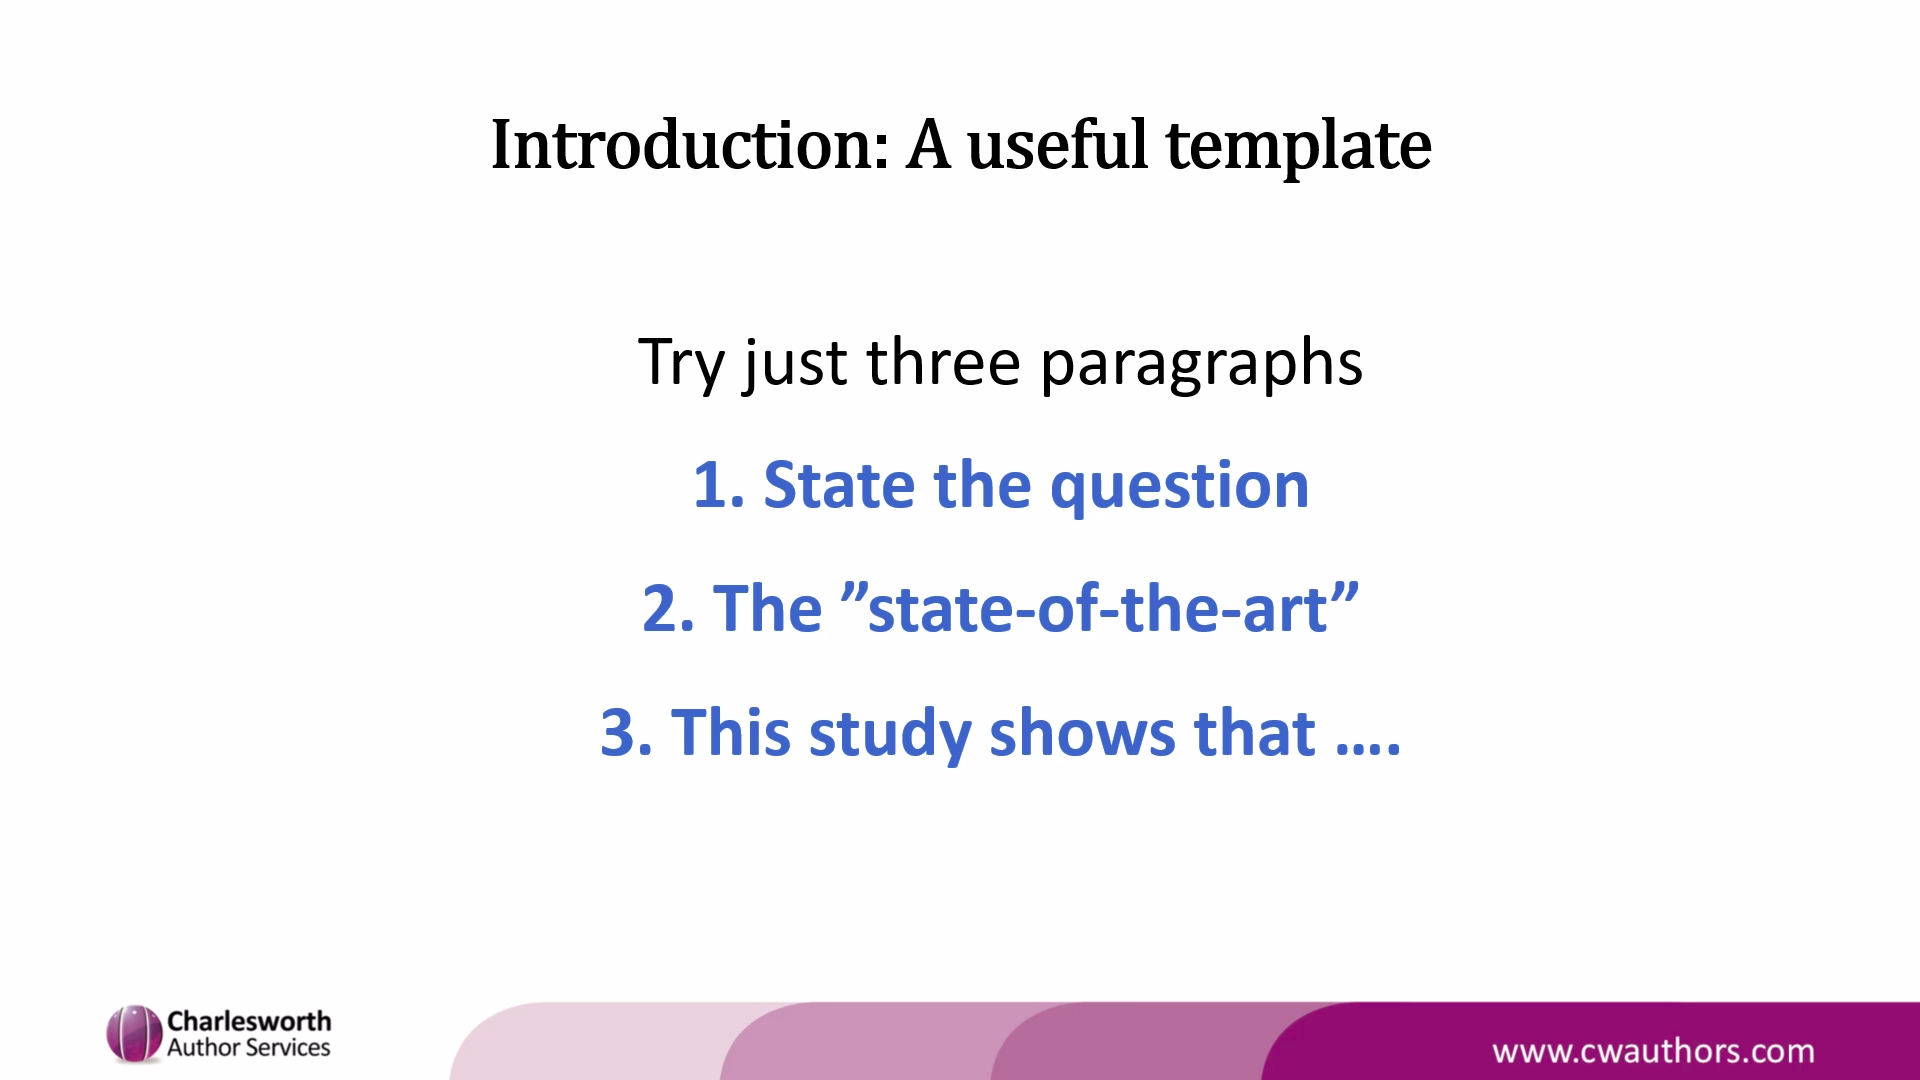 Introduction: A useful template
Try just three paragraphs
1. State the question
2. The ”state-of-the-art”
3. This study shows that ....
Charlesworth
Author Services
www.cwauthors.com